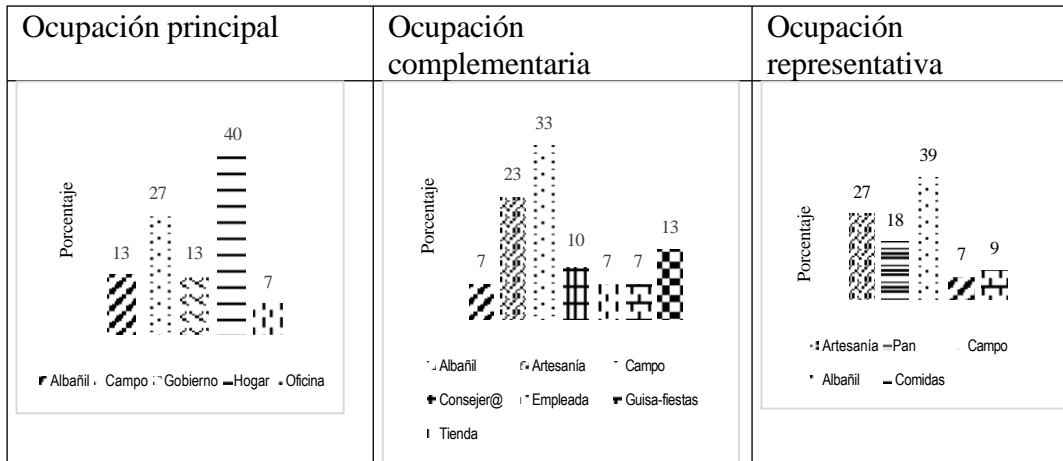 Ocupación principal
Ocupación
complementaria
Ocupación
representativa
Porcentaje
13
27
13
40
7
Albañil Campo Gobierno Hogar Oficina
Porcentaje
7
23
33
10
7
7
13
Albañil Artesanía Campo
Consejer@ Empleada Guisa-fiestas
Tienda
Porcentaje
27
18
39
7
9
Artesanía Pan Campo
Albañil Comidas